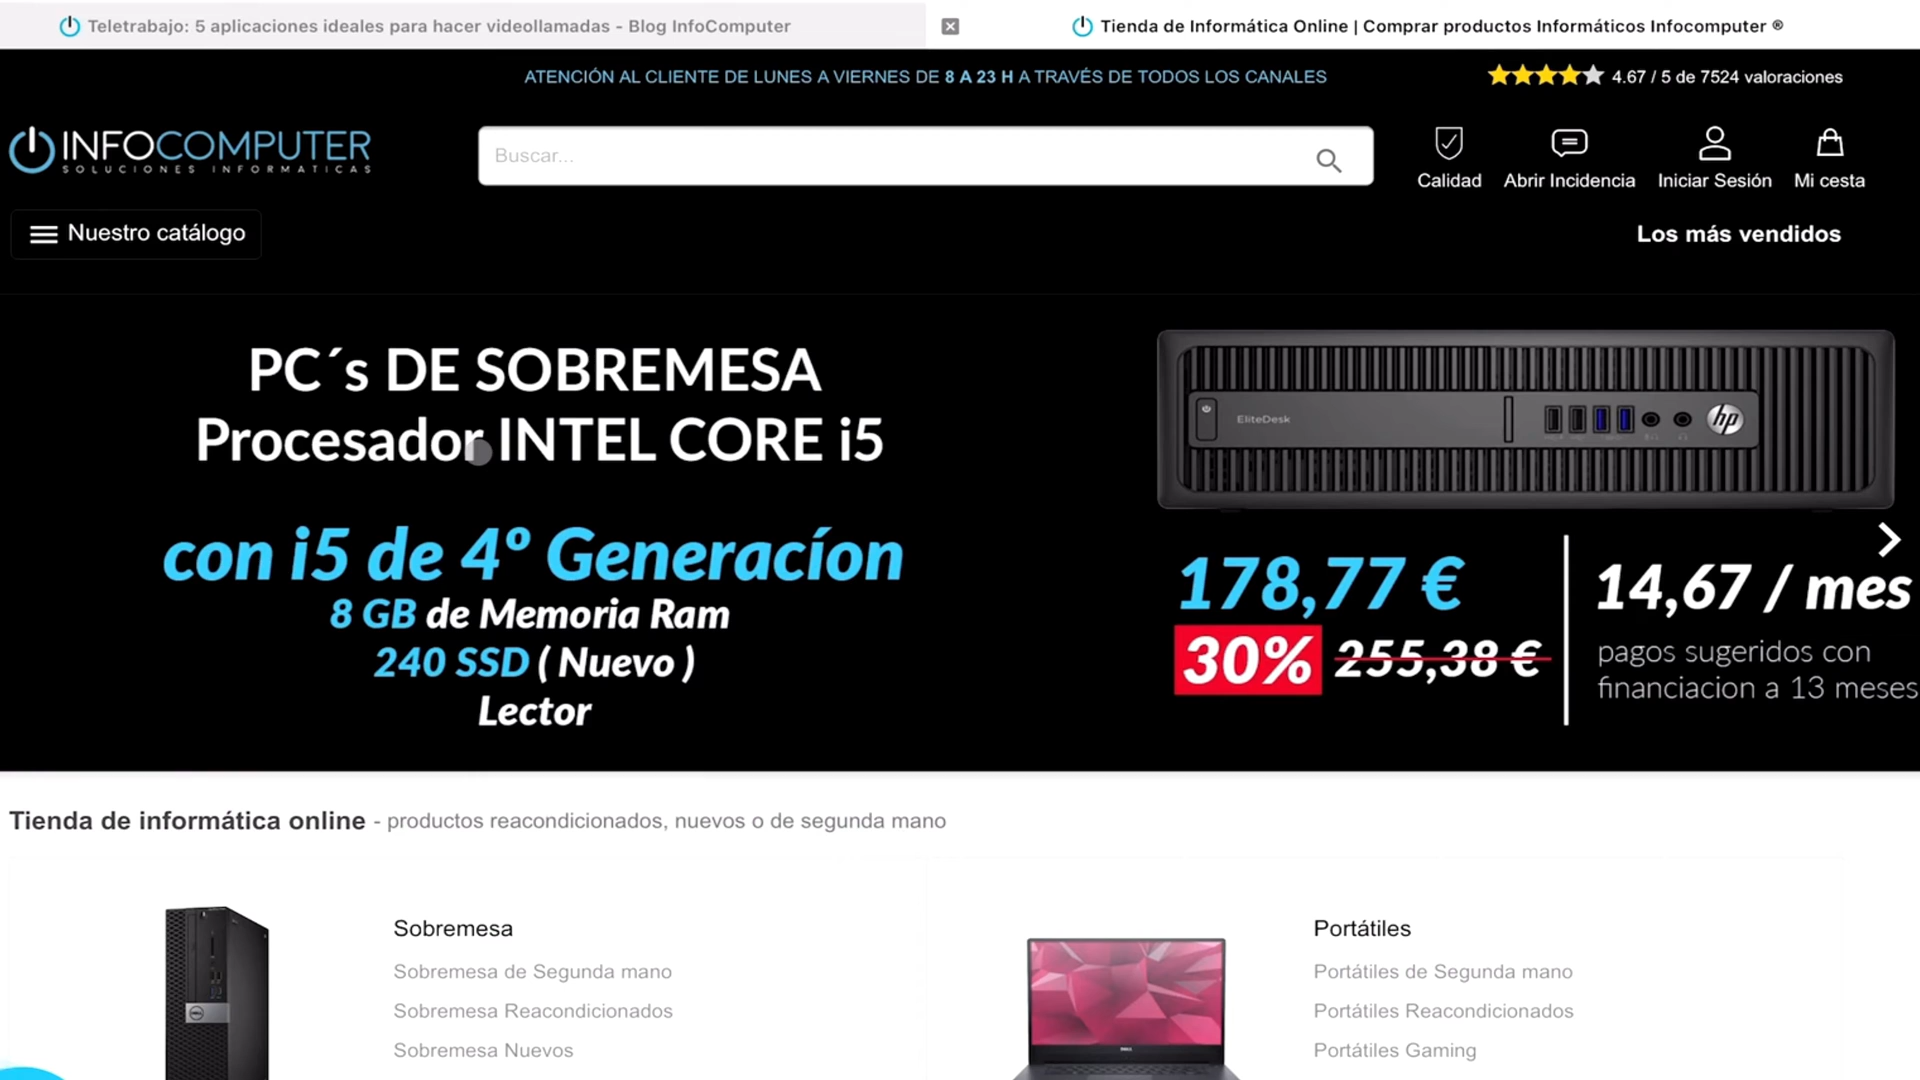 Teletrabajo: 5 aplicaciones ideales para hacer videollamadas - Blog InfoComputer
Tienda de Informática Online | Comprar productos Informáticos Infocomputer ®
ATENCIÓN AL CLIENTE DE LUNES A VIERNES DE 8 A 23 H A TRAVÉS DE TODOS LOS CANALES
4.67 / 5 de 7524 valoraciones
INFOCOMPUTER
SOLUCIONES INFORMATICAS
Buscar...
Calidad
Abrir Incidencia
Iniciar Sesión
Mi cesta
Nuestro catálogo
Los más vendidos
PC´s DE SOBREMESA
Procesador INTEL CORE i5
con i5 de 4º Generacíon
8 GB de Memoria Ram
240 SSD ( Nuevo )
Lector
EliteDesk
hp
178,77 €
30% 255,38 €
14,67 / mes
pagos sugeridos con
financiacion a 13 meses
Tienda de informática online - productos reacondicionados, nuevos o de segunda mano
Sobremesa
Sobremesa de Segunda mano
Sobremesa Reacondicionados
Sobremesa Nuevos
DELL
Portátiles
Portátiles de Segunda mano
Portátiles Reacondicionados
Portátiles Gaming
DELL